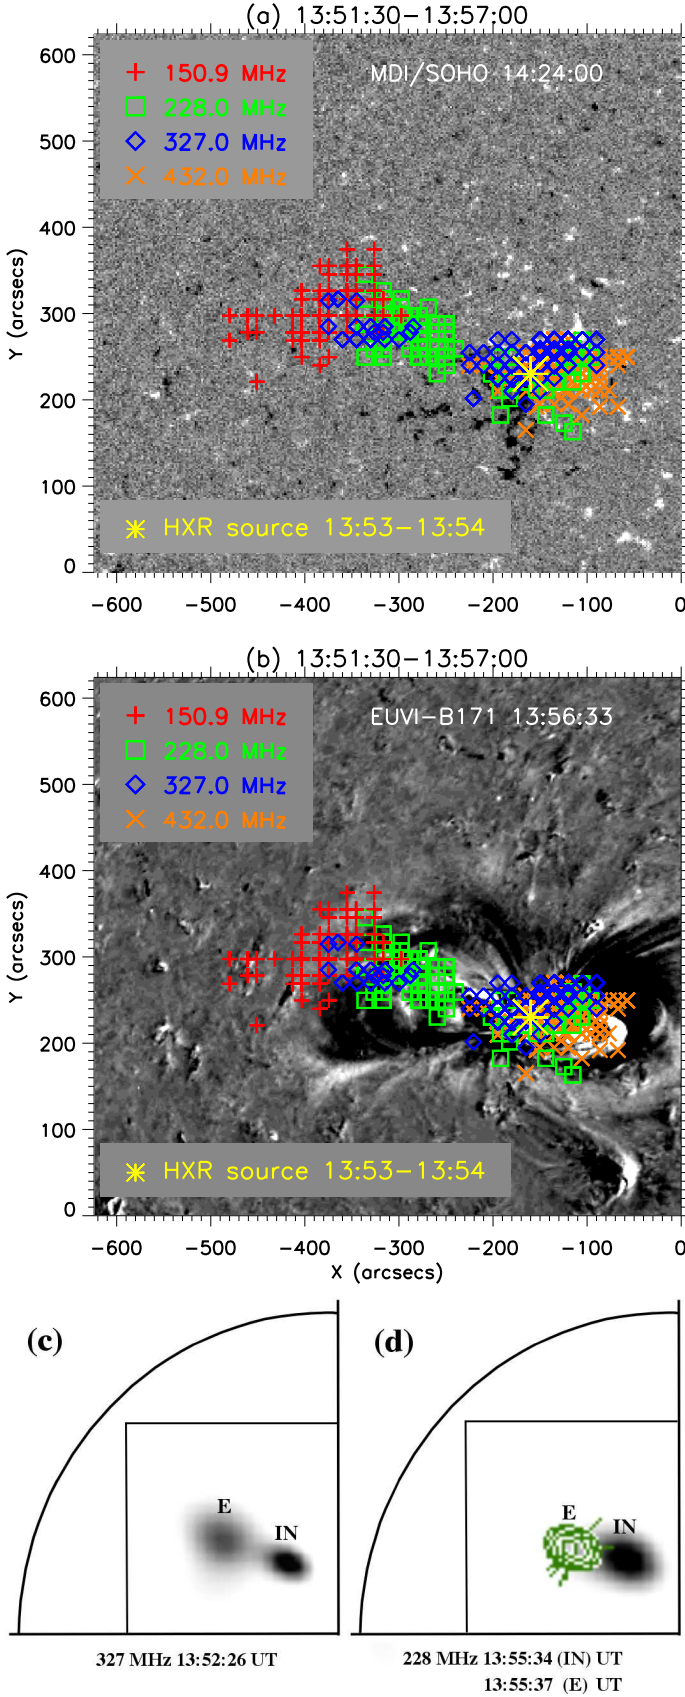 (a) 13:51:30-13:57:00
150.9 MHz
MDI/SOHO 14:24:00
228.0 MHz
327.0 MHz
432.0 MHz
HXR source 13:53-13:54
Y (arcsecs)
600
500
400
300
200
100
0
-600 -500 -400 -300 -200 -100 0
(b) 13:51:30-13:57:00
150.9 MHz
EUVI-B171 13:56:33
228.0 MHz
327.0 MHz
432.0 MHz
HXR source 13:53-13:54
Y (arcsecs)
600
500
400
300
200
100
0
-600 -500 -400 -300 -200 -100 0
X (arcsecs)
(c)
E
IN
327 MHz 13:52:26 UT
(d)
E
IN
228 MHz 13:55:34 (IN) UT
13:55:37 (E) UT